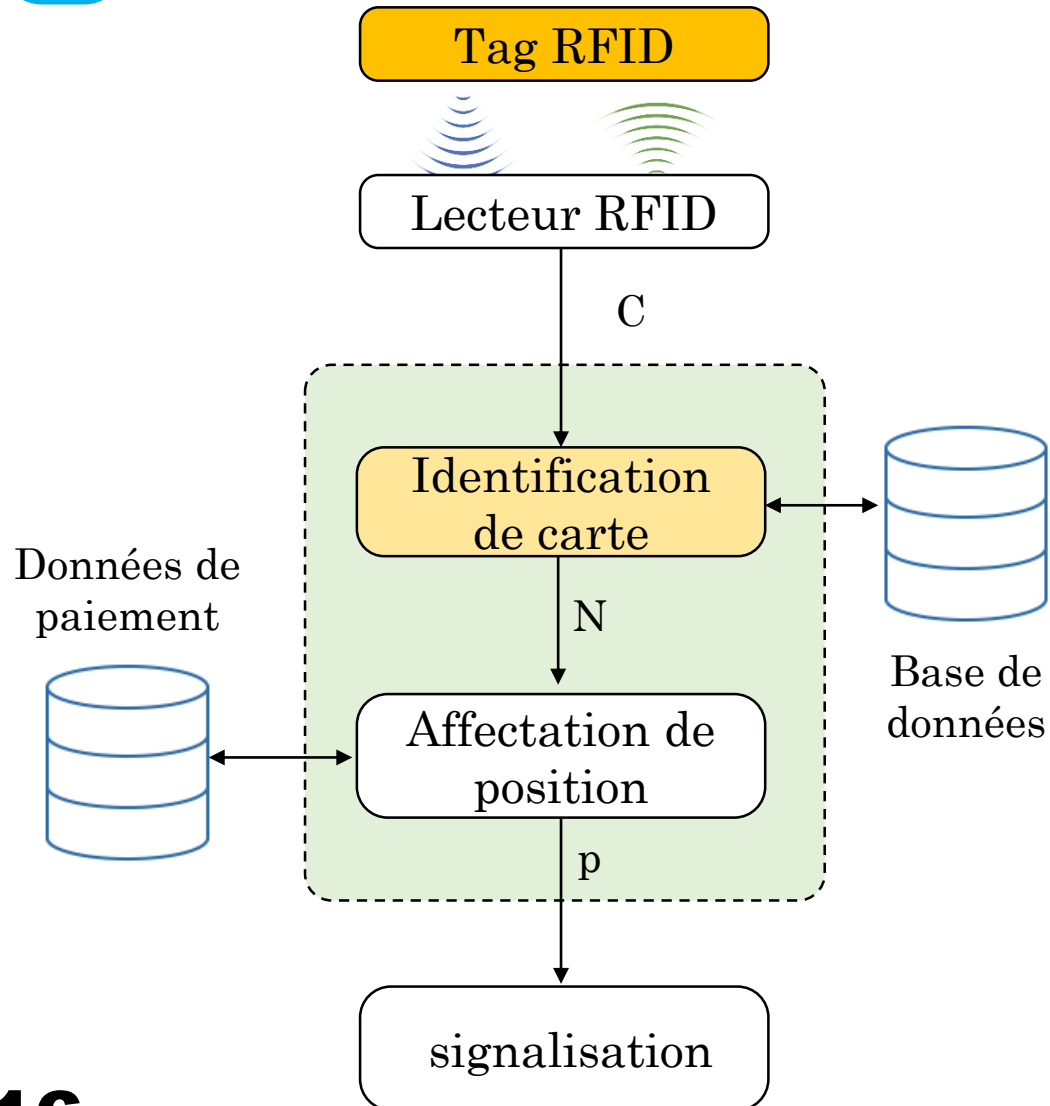 Tag RFID
Lecteur RFID
C
Identification
de carte
Données de
paiement
N
Base de
données
Affectation de
position
p
signalisation